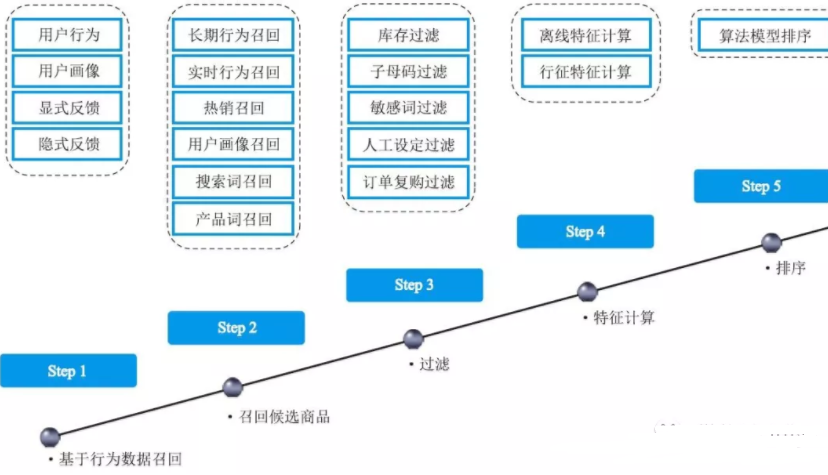 用户行为
用户画像
显式反馈
隐式反馈
长期行为召回
实时行为召回
热销召回
用户画像召回
搜索词召回
产品词召回
库存过滤
子母码过滤
敏感词过滤
人工设定过滤
订单复购过滤
离线特征计算
行征特征计算
算法模型排序
Step 5
Step 4
Step 3
Step 2
Step 1
• 排序
• 特征计算
• 过滤
• 召回候选商品
• 基于行为数据召回